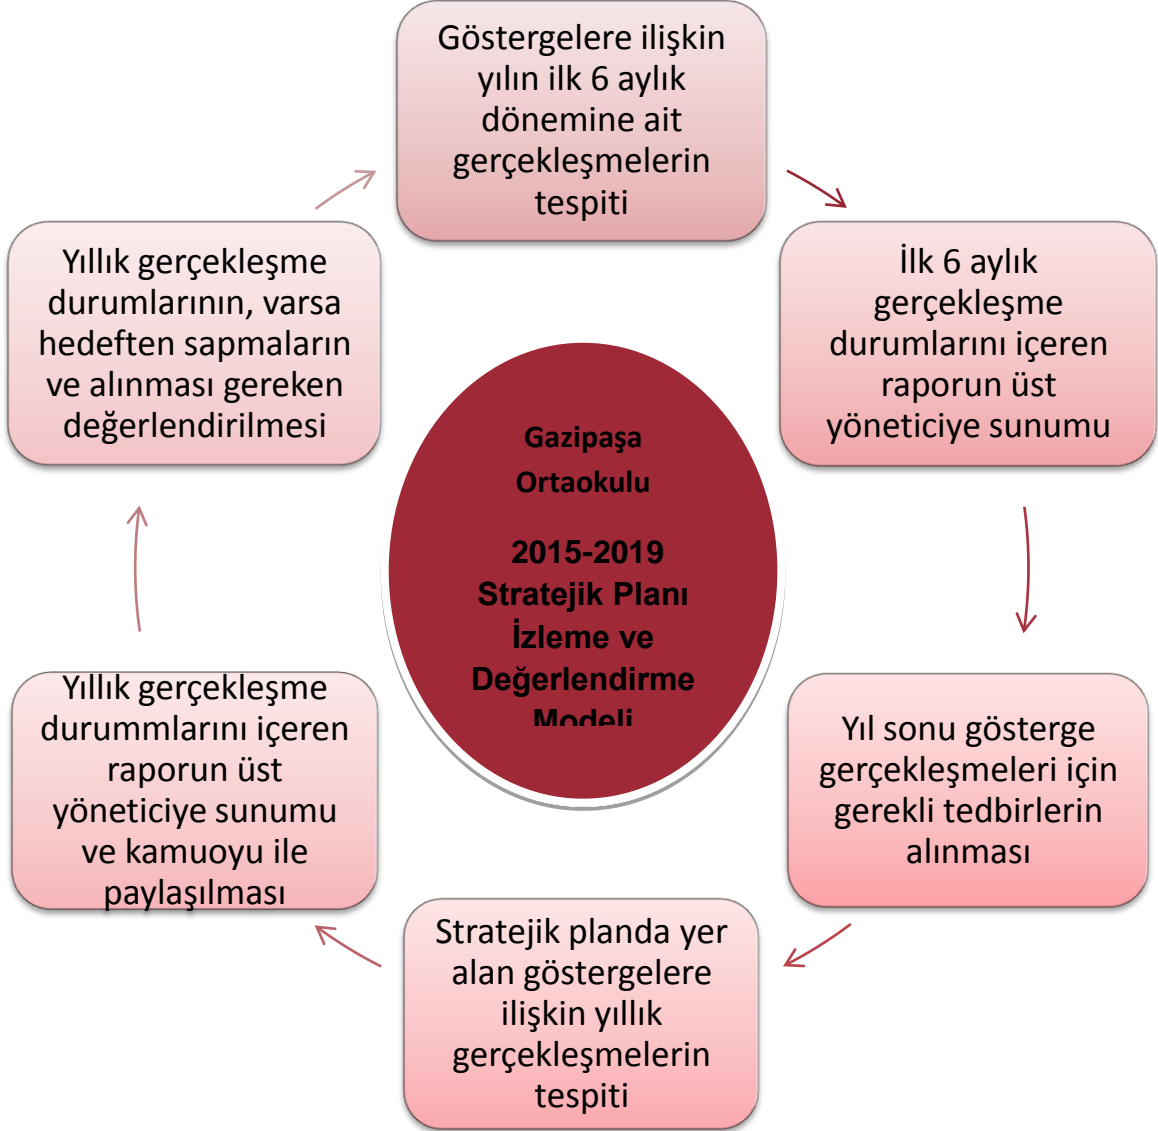 Göstergelere ilişkin
yılın ilk 6 aylık
dönemine ait
gerçekleşmelerin
tespiti
İlk 6 aylık
gerçekleşme
durumlarını içeren
raporun üst
yöneticiye sunumu
Yıl sonu gösterge
gerçekleşmeleri için
gerekli tedbirlerin
alınması
Stratejik planda yer
alan göstergelere
ilişkin yıllık
gerçekleşmelerin
tespiti
Yıllık gerçekleşme
durummlarını içeren
raporun üst
yöneticiye sunumu
ve kamuoyu ile
paylaşılması
Yıllık gerçekleşme
durumlarının, varsa
hedeften sapmaların
ve alınması gereken
değerlendirilmesi
Gazipaşa
Ortaokulu
2015-2019
Stratejik Planı
İzleme ve
Değerlendirme
Modeli